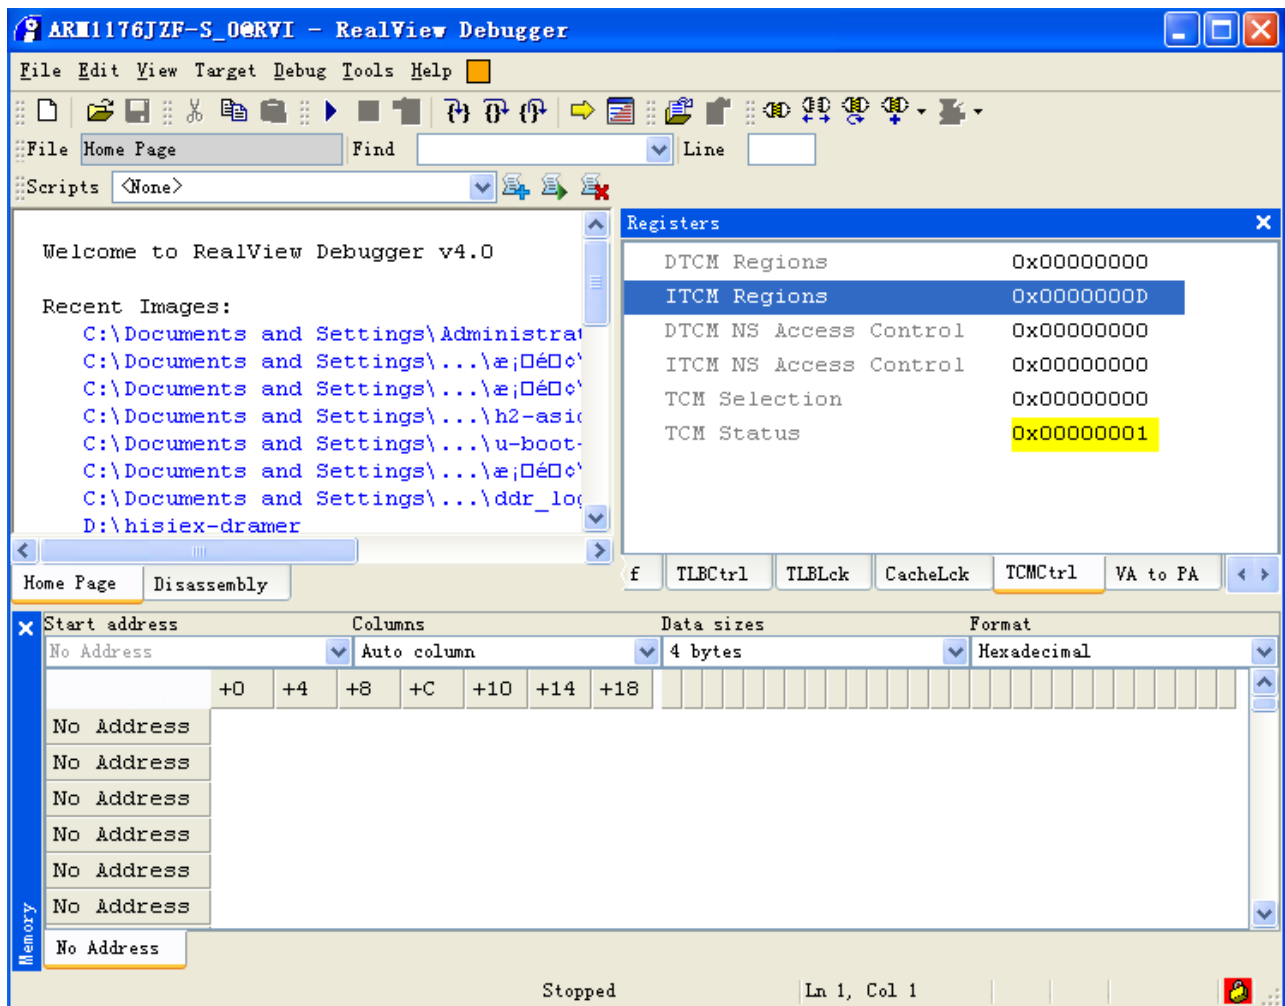 ARM1176JZF-S_0@RVI - RealView Debugger
File Edit View Target Debug Tools Help
File Home Page Find Line
Scripts <None>
Welcome to RealView Debugger v4.0
Recent Images:
C:\Documents and Settings\Administrat
C:\Documents and Settings\...\æ¡□é□¢\
C:\Documents and Settings\...\æ¡□é□¢\
C:\Documents and Settings\...\h2-asic
C:\Documents and Settings\...\u-boot-
C:\Documents and Settings\...\æ¡□é□¢\
C:\Documents and Settings\...\ddr_log
D:\hisiex-dramer
Home Page Disassembly
Registers
DTCM Regions 0x00000000
ITCM Regions 0x0000000D
DTCM NS Access Control 0x00000000
ITCM NS Access Control 0x00000000
TCM Selection 0x00000000
TCM Status 0x00000001
f TLBCtrl TLBLck CacheLck TCMCtrl VA to PA
Start address Columns Data sizes Format
No Address Auto column 4 bytes Hexadecimal
+0 +4 +8 +C +10 +14 +18
No Address
No Address
No Address
No Address
No Address
No Address
Memory
No Address
Stopped Ln 1, Col 1